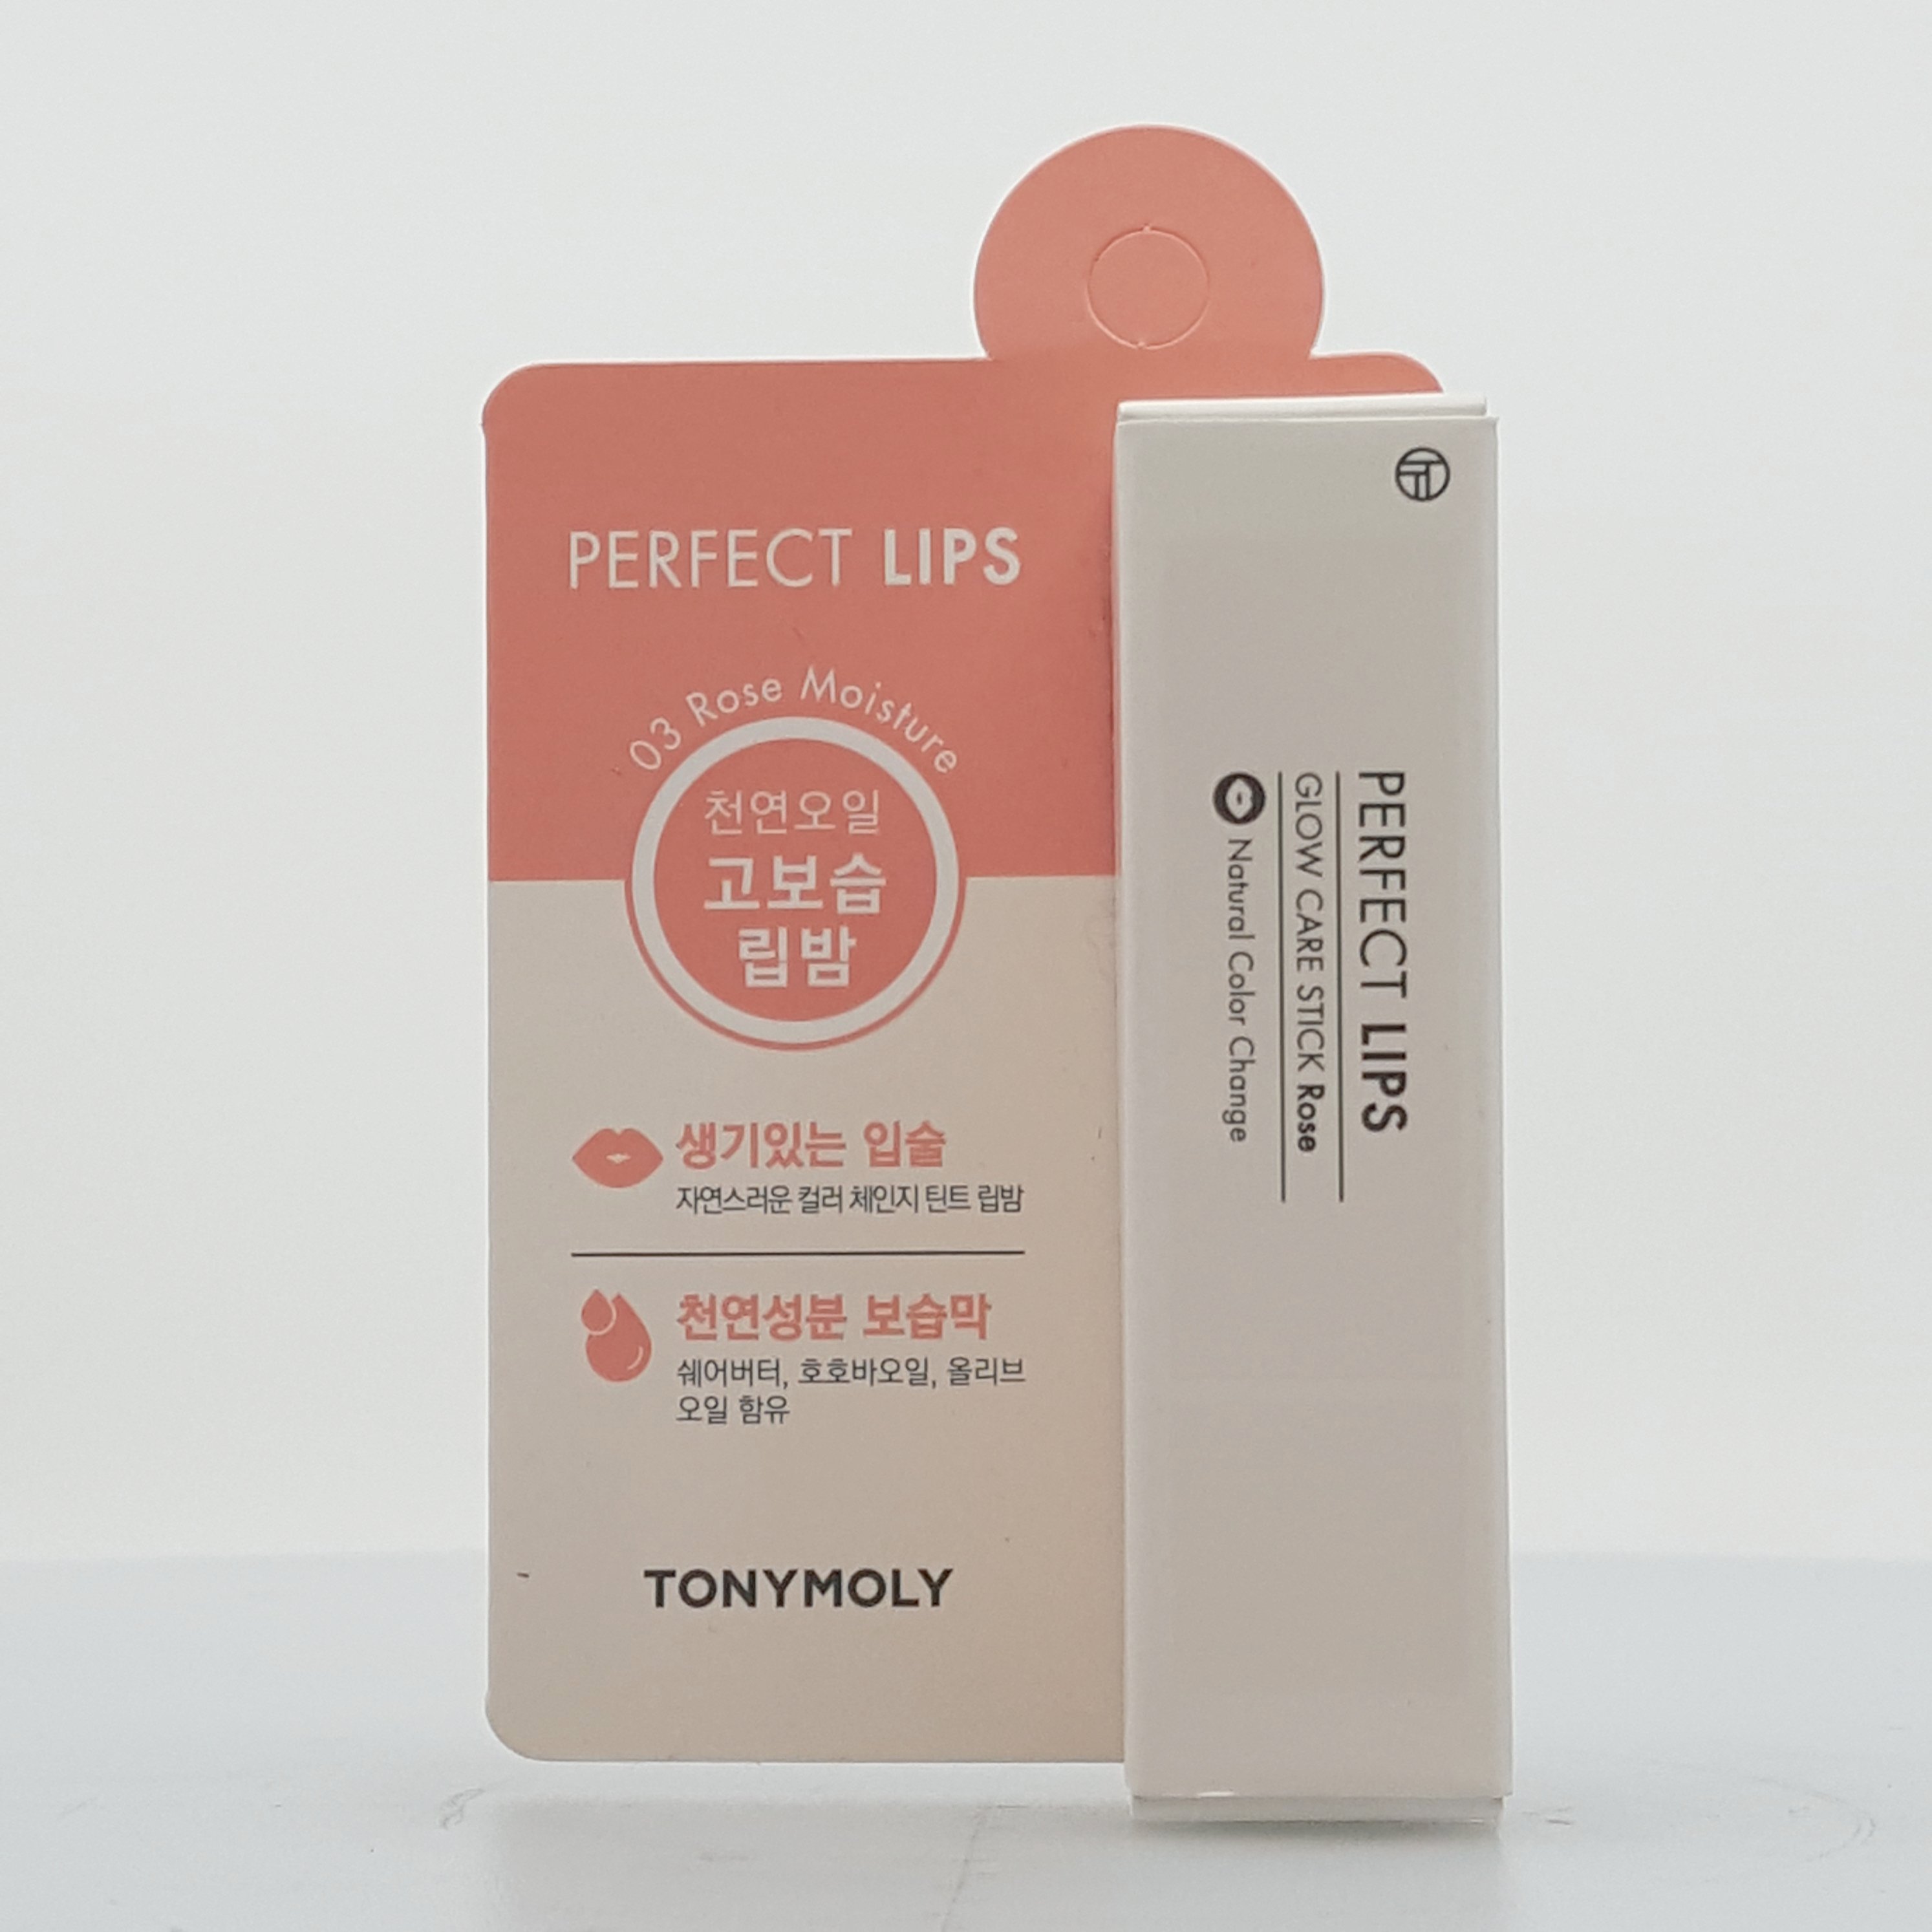 PERFECT LIPS
03 Rose Moisture
천연오일
고보습
립밤
생기있는 입술
자연스러운 컬러 체인지 틴트 립밤
천연성분 보습막
쉐어버터, 호호바오일, 올리브
오일 함유
TONYMOLY
PERFECT LIPS
GLOW CARE STICK Rose
Natural Color Change